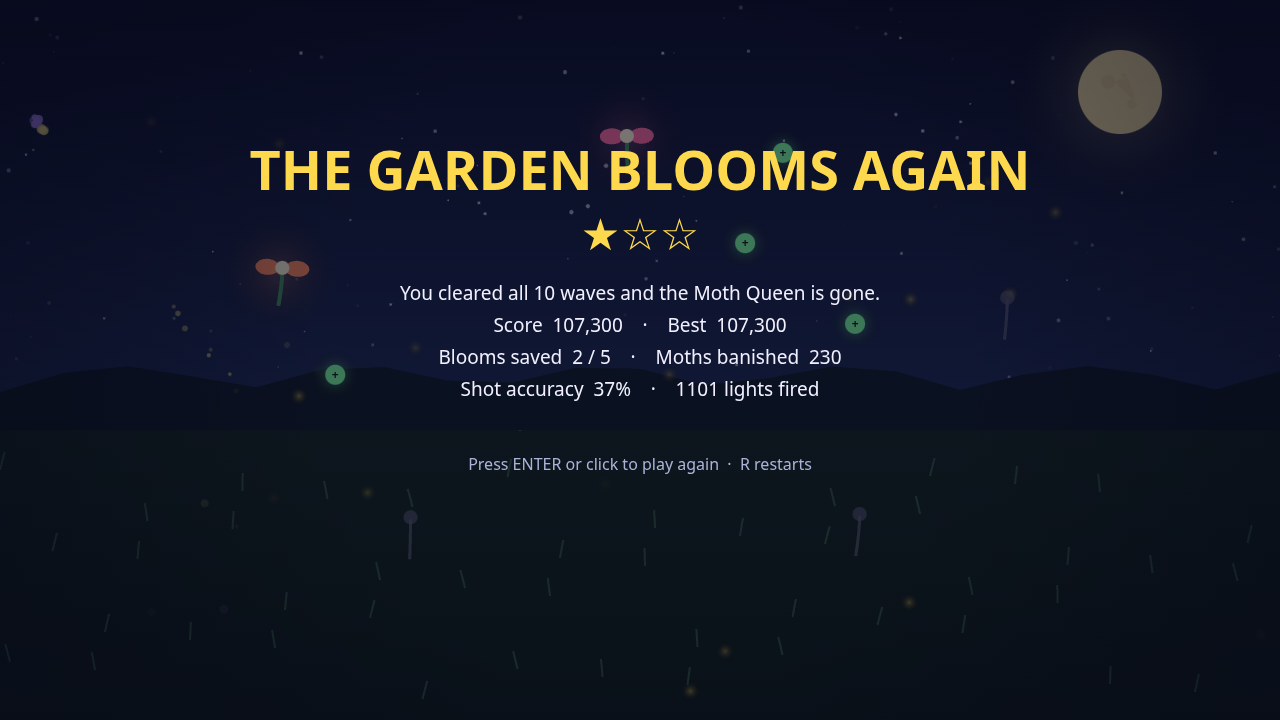 THE GARDEN BLOOMS AGAIN
★☆☆
You cleared all 10 waves and the Moth Queen is gone.
Score 107,300 · Best 107,300
Blooms saved 2 / 5 · Moths banished 230
Shot accuracy 37% · 1101 lights fired
Press ENTER or click to play again · R restarts